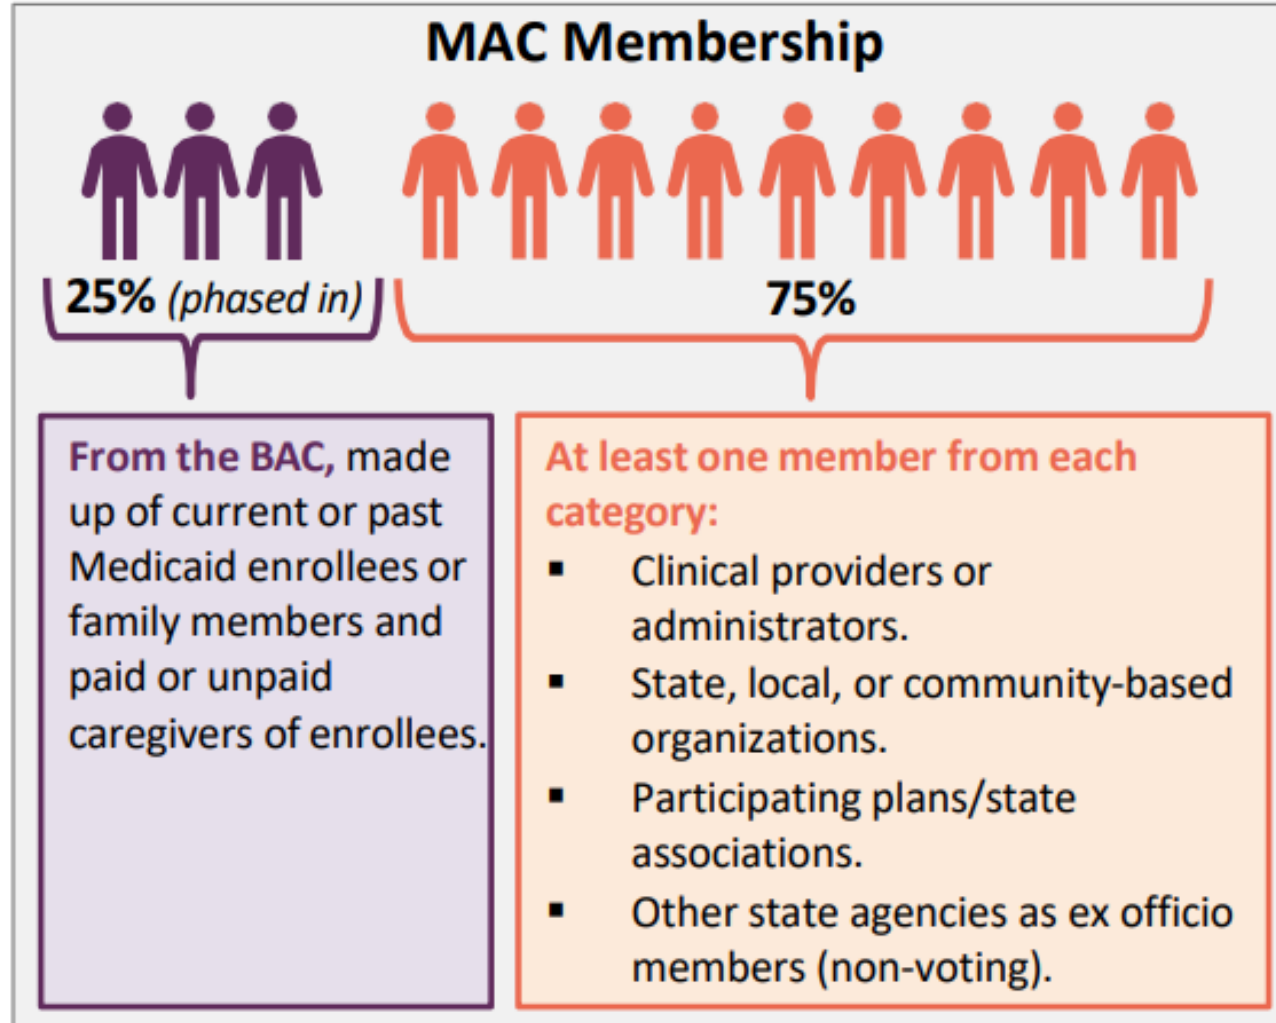 MAC Membership
25% (phased in)
75%
From the BAC, made
up of current or past
Medicaid enrollees or
family members and
paid or unpaid
caregivers of enrollees.
At least one member from each
category:
▪ Clinical providers or
administrators.
▪ State, local, or community-based
organizations.
▪ Participating plans/state
associations.
▪ Other state agencies as ex officio
members (non-voting).